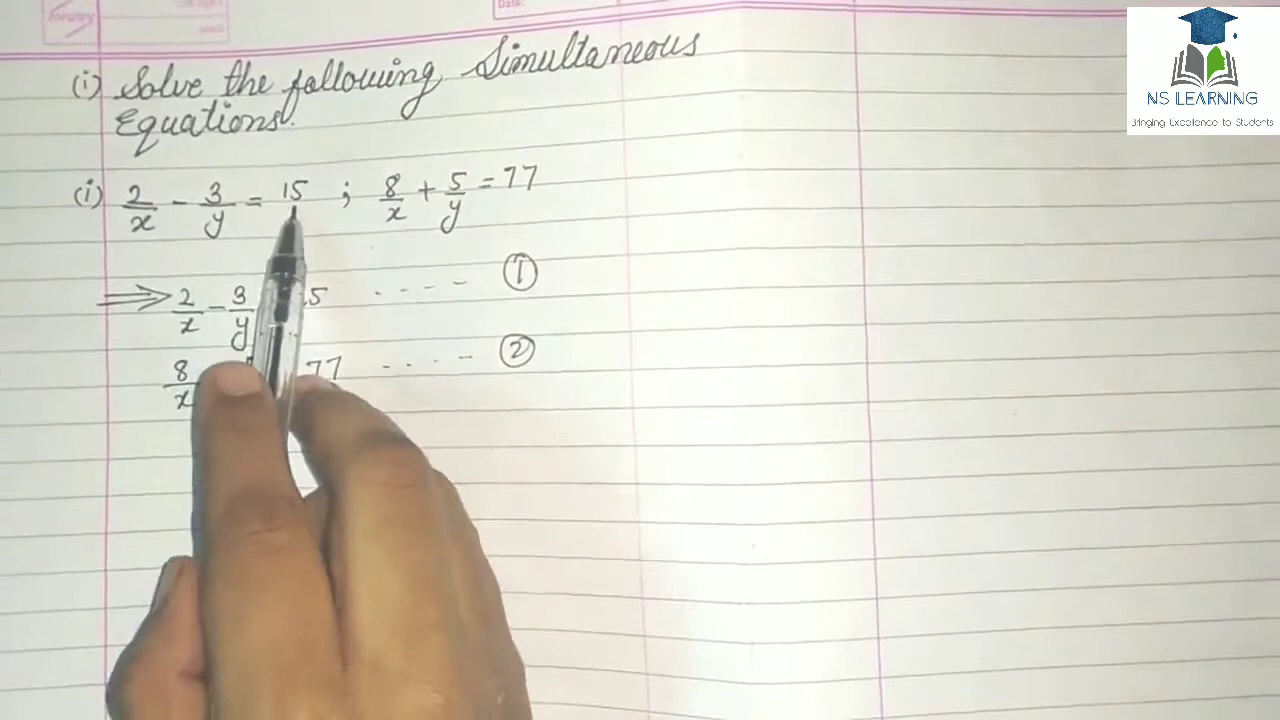 Date:
(i) Solve the following Simultaneous
Equations.
(i) 2/x - 3/y = 15 ; 8/x + 5/y = 77
⇒ 2/x - 3/y 5 ---- ①
8/x 77 ---- ②
NS LEARNING
Bringing Excellence to Students